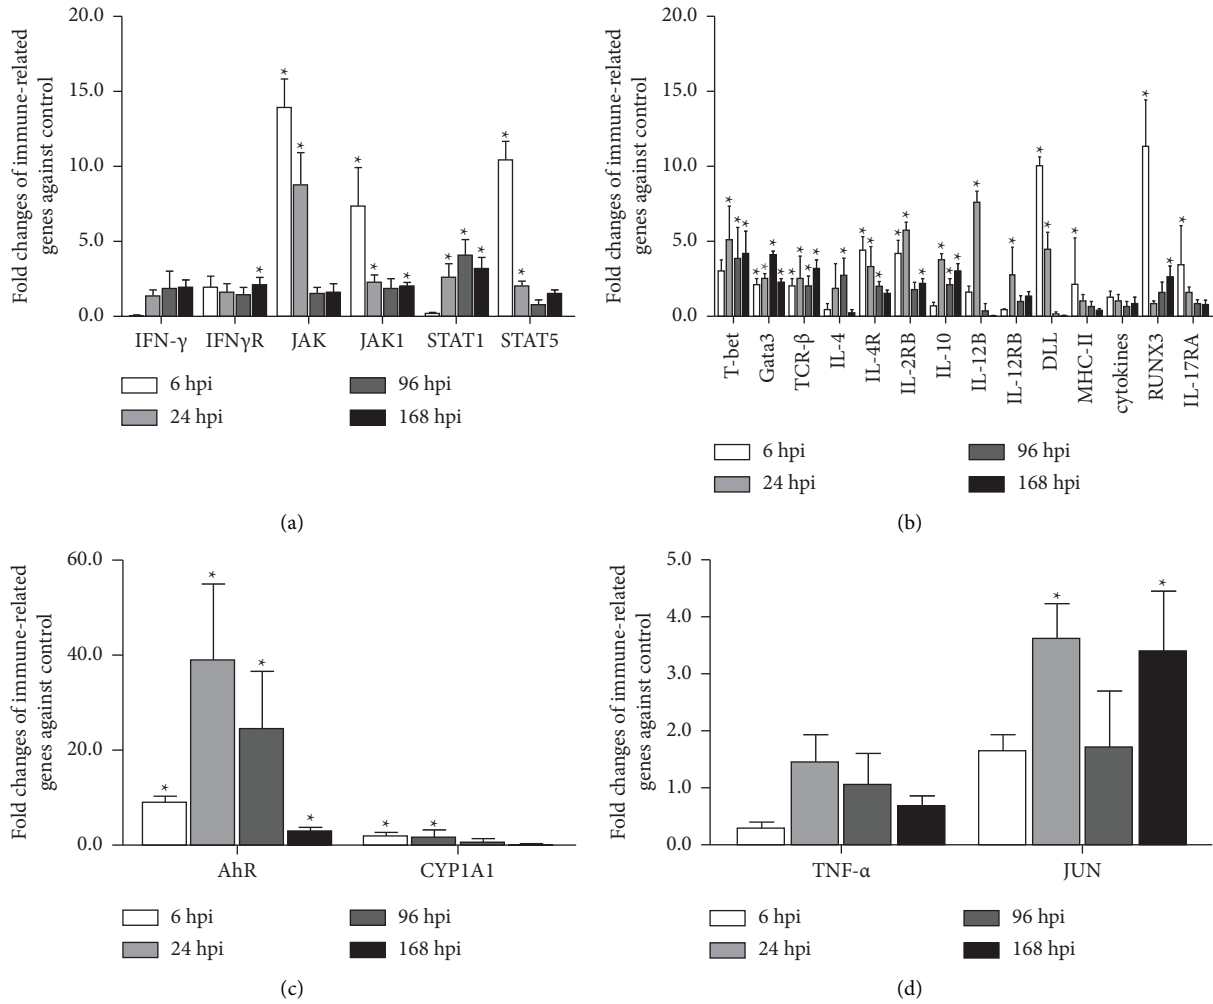 Fold changes of immune-related
genes against control
20.0
15.0
10.0
5.0
0.0
* * * * * * * * * * * *
IFN-γ IFNγR JAK JAK1 STAT1 STAT5
6 hpi 96 hpi
24 hpi 168 hpi
(a)
Fold changes of immune-related
genes against control
20.0
15.0
10.0
5.0
0.0
T-bet
Gata3
TCR-β
IL-4
IL-4R
IL-2RB
IL-10
IL-12B
IL-12RB
DLL
MHC-II
cytokines
RUNX3
IL-17RA
6 hpi 96 hpi
24 hpi 168 hpi
(b)
Fold changes of immune-related
genes against control
60.0
40.0
20.0
0.0
* * * * * *
AhR CYP1A1
6 hpi 96 hpi
24 hpi 168 hpi
(c)
Fold changes of immune-related
genes against control
5.0
4.0
3.0
2.0
1.0
0.0
* *
TNF-α JUN
6 hpi 96 hpi
24 hpi 168 hpi
(d)